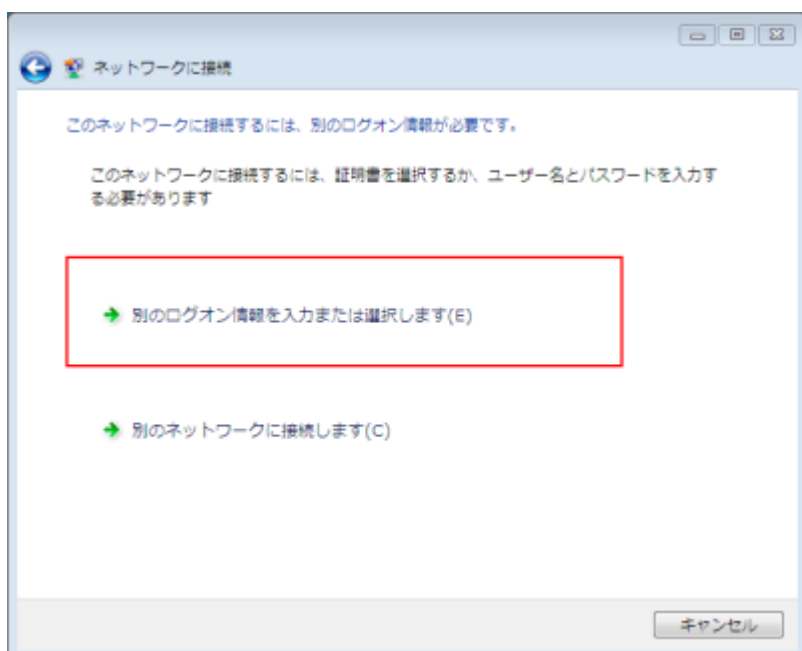 ネットワークに接続
このネットワークに接続するには、別のログオン情報が必要です。
このネットワークに接続するには、証明書を選択するか、ユーザー名とパスワードを入力す
る必要があります
別のログオン情報を入力または選択します(E)
別のネットワークに接続します(C)
キャンセル